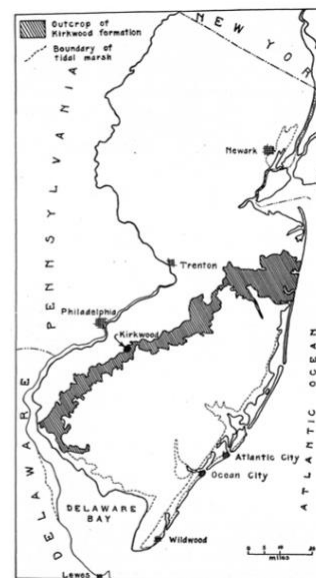 Outcrop of
Kirkwood formation
Boundary of
tidal marsh
NEW YOR
PENNSYLVANIA
Newark
Trenton
Philadelphia
Kirkwood
DELAWARE
ATLANTIC OCEAN
Atlantic City
Ocean City
DELAWARE
BAY
Wildwood
miles
Lewes